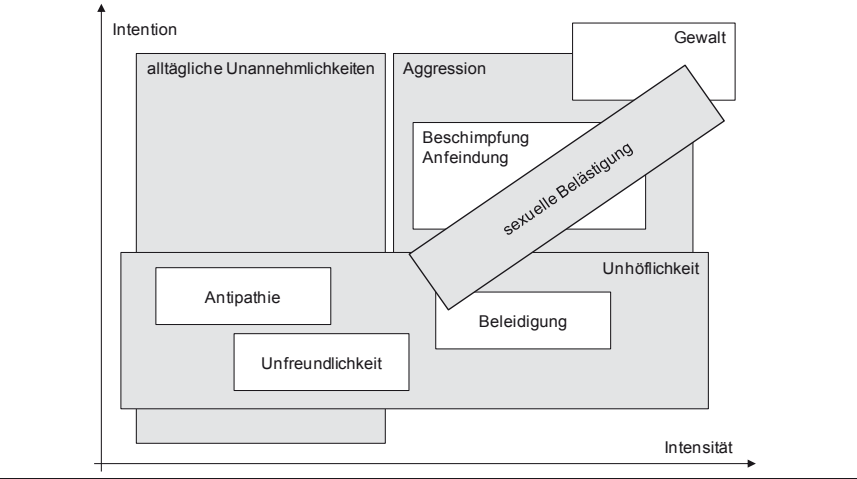 Intention
Gewalt
alltägliche Unannehmlichkeiten
Aggression
Beschimpfung
Anfeindung
sexuelle Belästigung
Unhöflichkeit
Antipathie
Beleidigung
Unfreundlichkeit
Intensität